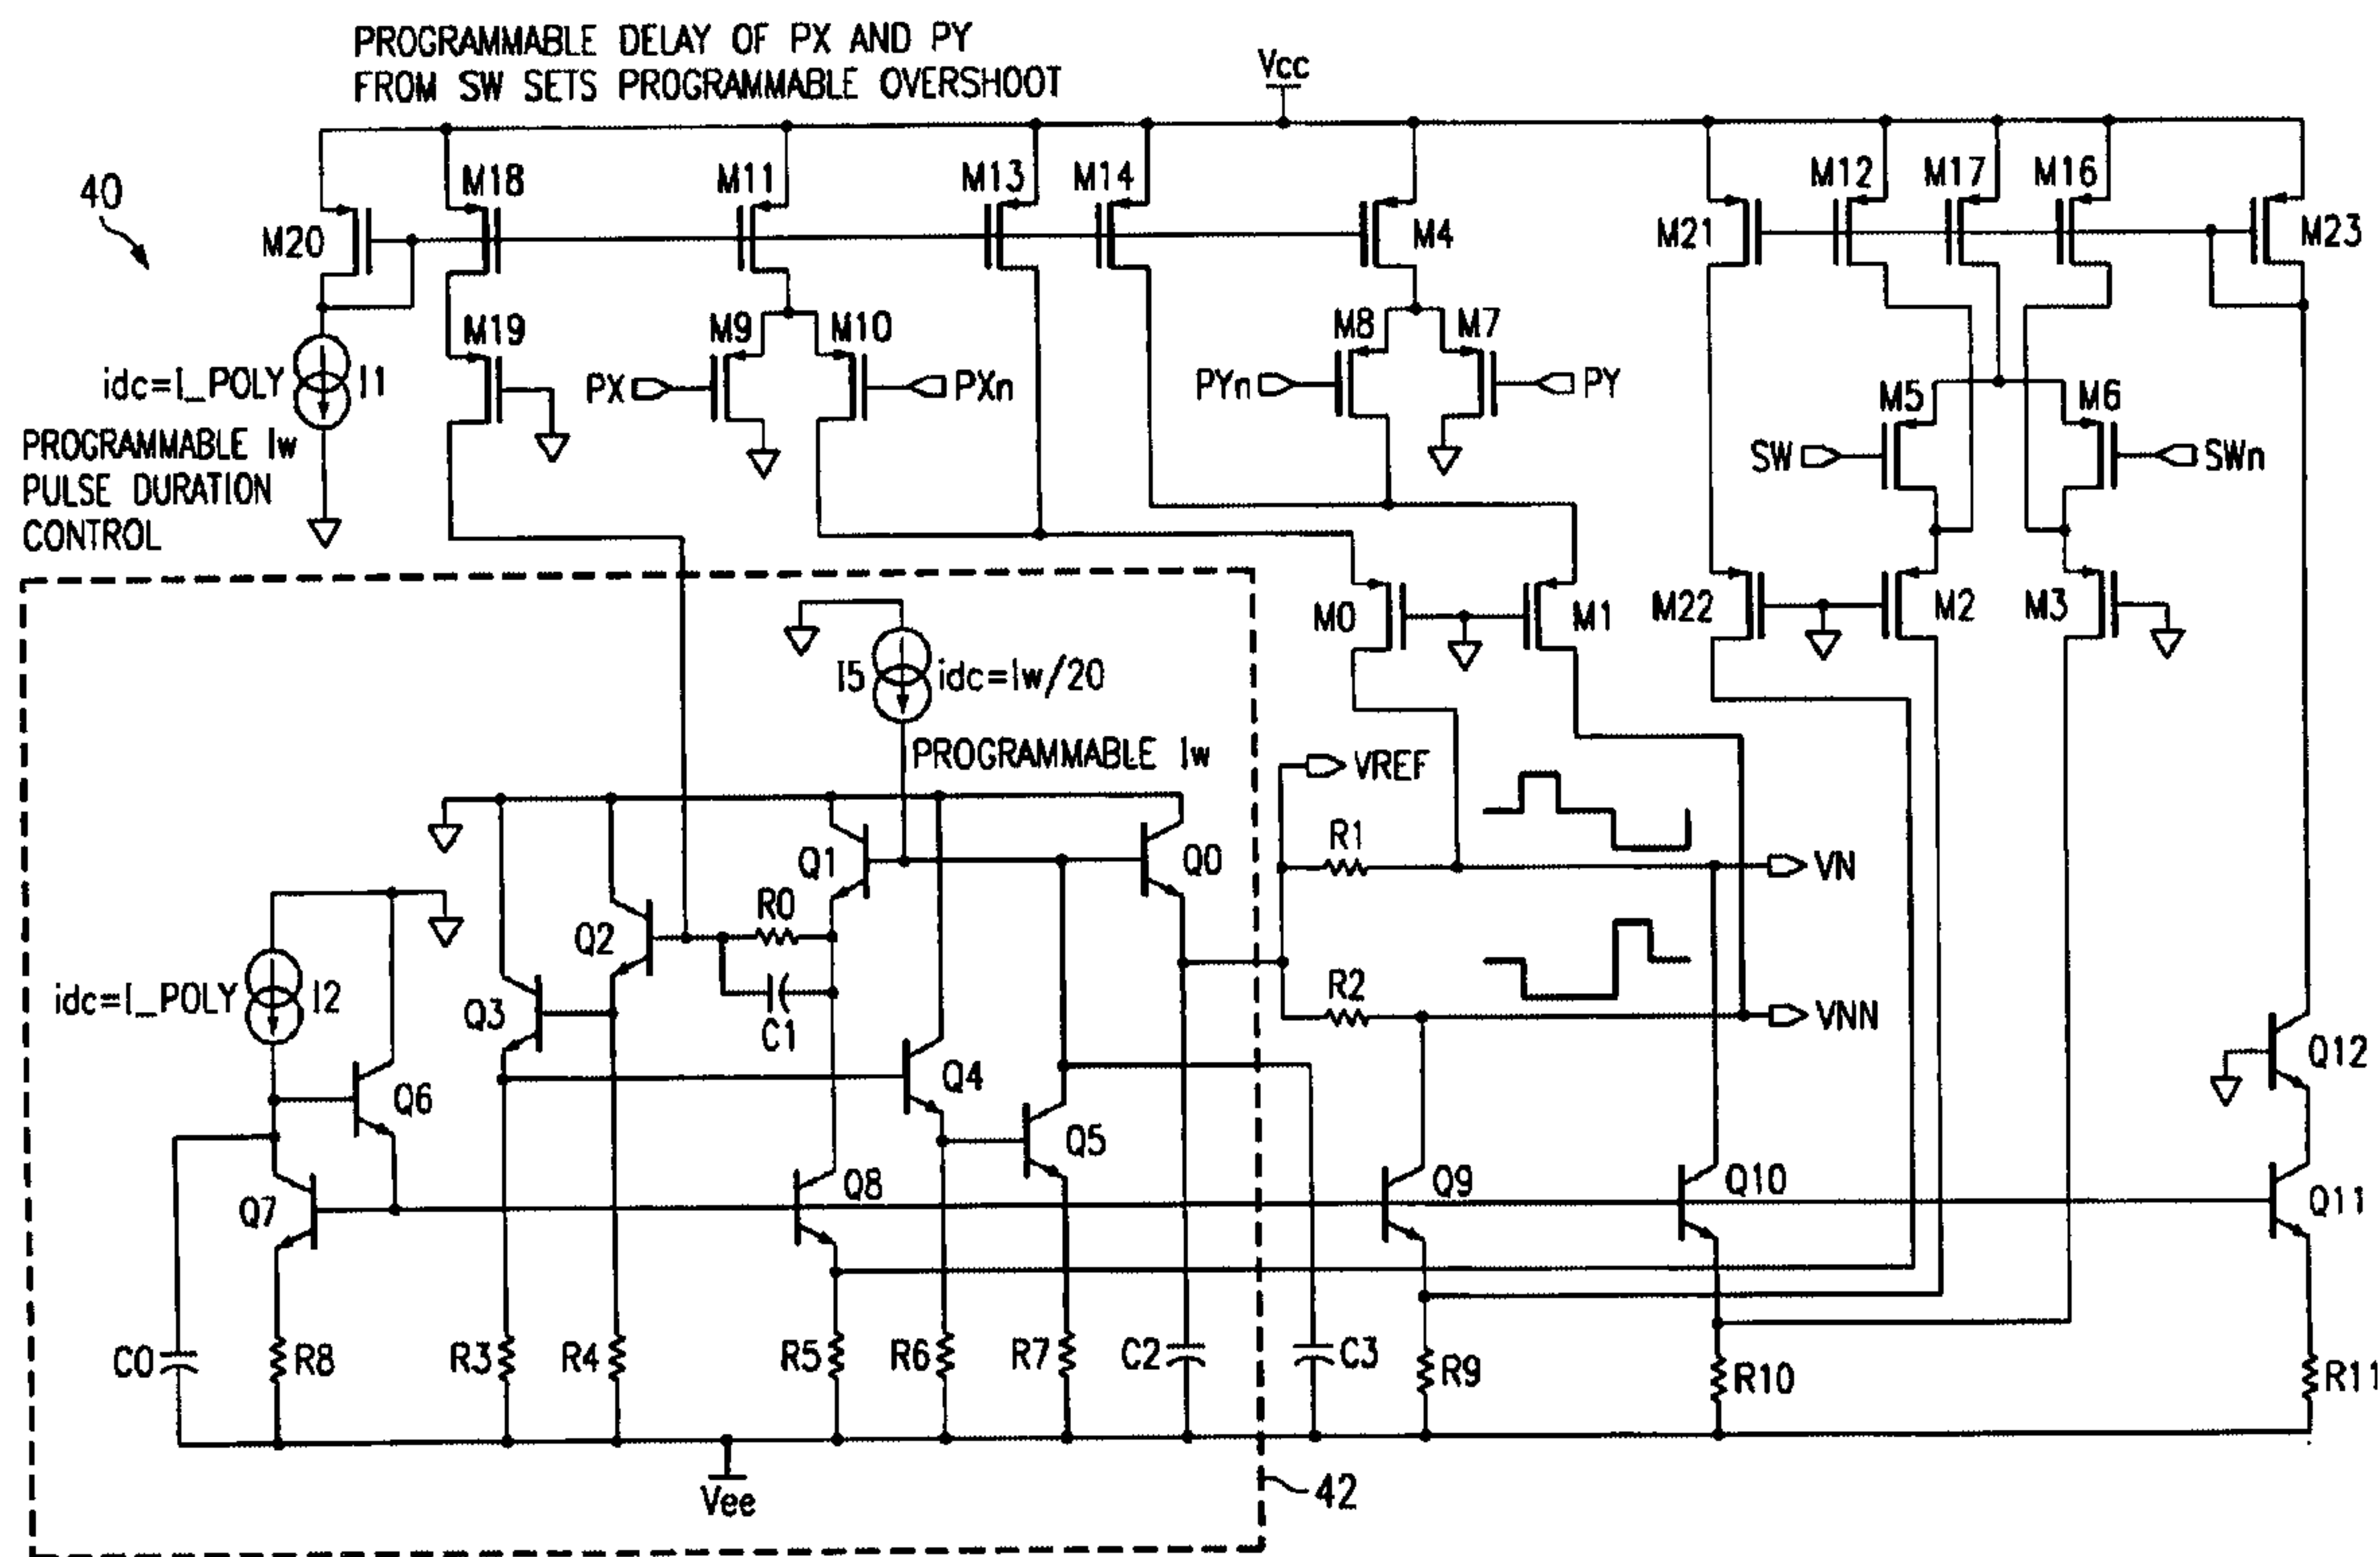 PROGRAMMABLE DELAY OF PX AND PY
FROM SW SETS PROGRAMMABLE OVERSHOOT
Vcc
40
M20
M18
M11
M13
M14
M4
M21
M12
M17
M16
M23
M19
M9
M10
M8
M7
idc=I_POLY
I1
PX
PXn
PYn
PY
M5
M6
PROGRAMMABLE Iw
PULSE DURATION
CONTROL
SW
SWn
M0
M1
M22
M2
M3
I5
idc=Iw/20
PROGRAMMABLE Iw
VREF
Q1
Q0
R1
VN
Q2
R0
idc=I_POLY
I2
Q3
C1
R2
VNN
Q12
Q6
Q4
Q5
Q7
Q8
Q9
Q10
Q11
C0
R8
R3
R4
R5
R6
R7
C2
C3
R9
R10
R11
Vee
42